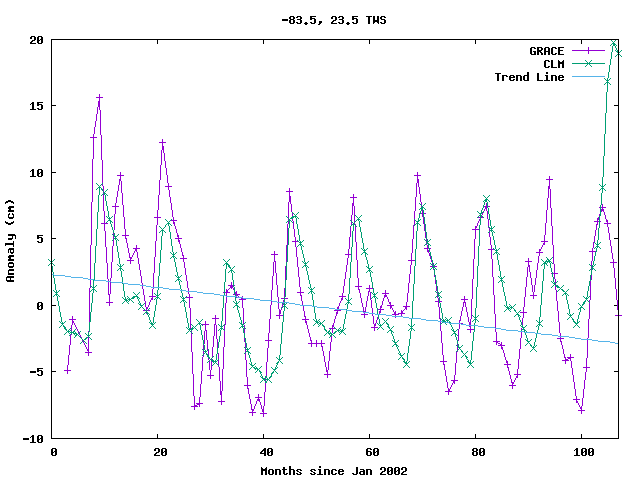 -83.5, 23.5 TWS
GRACE
CLM
Trend Line
20
15
10
5
0
-5
-10
Anomaly (cm)
0 20 40 60 80 100
Months since Jan 2002